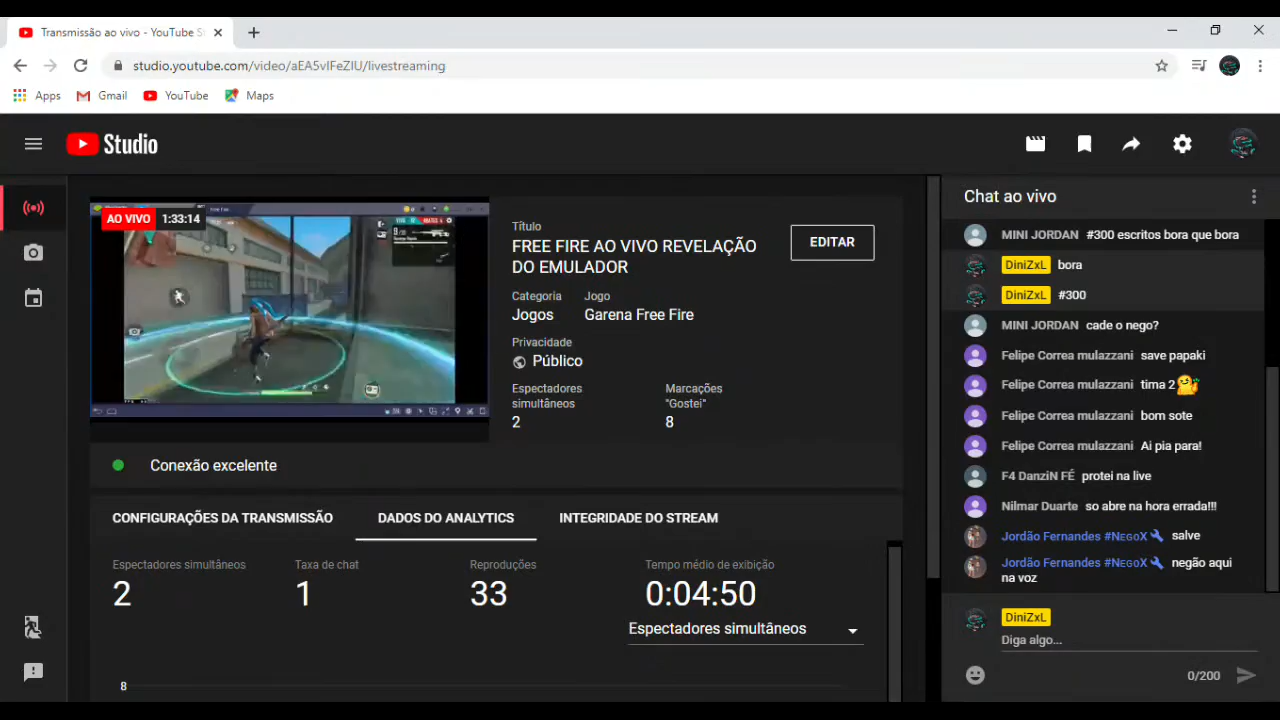 Transmissão ao vivo - YouTube S
studio.youtube.com/video/aEA5vIFeZIU/livestreaming
Apps
Gmail
YouTube
Maps
Studio
AO VIVO
1:33:14
Título
FREE FIRE AO VIVO REVELAÇÃO
DO EMULADOR
EDITAR
Categoria
Jogo
Jogos
Garena Free Fire
Privacidade
Público
Espectadores
simultâneos
2
Marcações
"Gostei"
8
Conexão excelente
CONFIGURAÇÕES DA TRANSMISSÃO
DADOS DO ANALYTICS
INTEGRIDADE DO STREAM
Espectadores simultâneos
2
Taxa de chat
1
Reproduções
33
Tempo médio de exibição
0:04:50
Espectadores simultâneos
8
Chat ao vivo
MINI JORDAN #300 escritos bora que bora
DiniZxL bora
DiniZxL #300
MINI JORDAN cade o nego?
Felipe Correa mulazzani save papaki
Felipe Correa mulazzani tima 2
Felipe Correa mulazzani bom sote
Felipe Correa mulazzani Ai pia para!
F4 DanziN FÉ protei na live
Nilmar Duarte so abre na hora errada!!!
Jordão Fernandes #NᴇɢᴏX salve
Jordão Fernandes #NᴇɢᴏX negão aqui
na voz
DiniZxL
Diga algo...
0/200